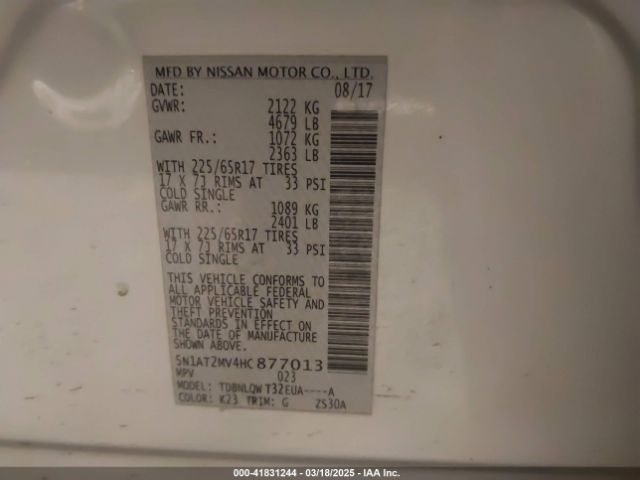 MFD BY NISSAN MOTOR CO., LTD.
DATE: 08/17
GVWR: 2122 KG
4679 LB
GAWR FR.: 1072 KG
2363 LB
WITH 225/65R17 TIRES
17 X 7J RIMS AT 33 PSI
COLD SINGLE
GAWR RR.: 1089 KG
2401 LB
WITH 225/65R17 TIRES
17 X 7J RIMS AT 33 PSI
COLD SINGLE
THIS VEHICLE CONFORMS TO
ALL APPLICABLE FEDERAL
MOTOR VEHICLE SAFETY AND
THEFT PREVENTION
STANDARDS IN EFFECT ON
THE DATE OF MANUFACTURE
SHOWN ABOVE.
5N1AT2MV4HC877013
MPV 023
MODEL: TDBNLQW T32EUA----A
COLOR: K23 TRIM: G ZS30A
000-41831244 — 03/18/2025 — IAA Inc.